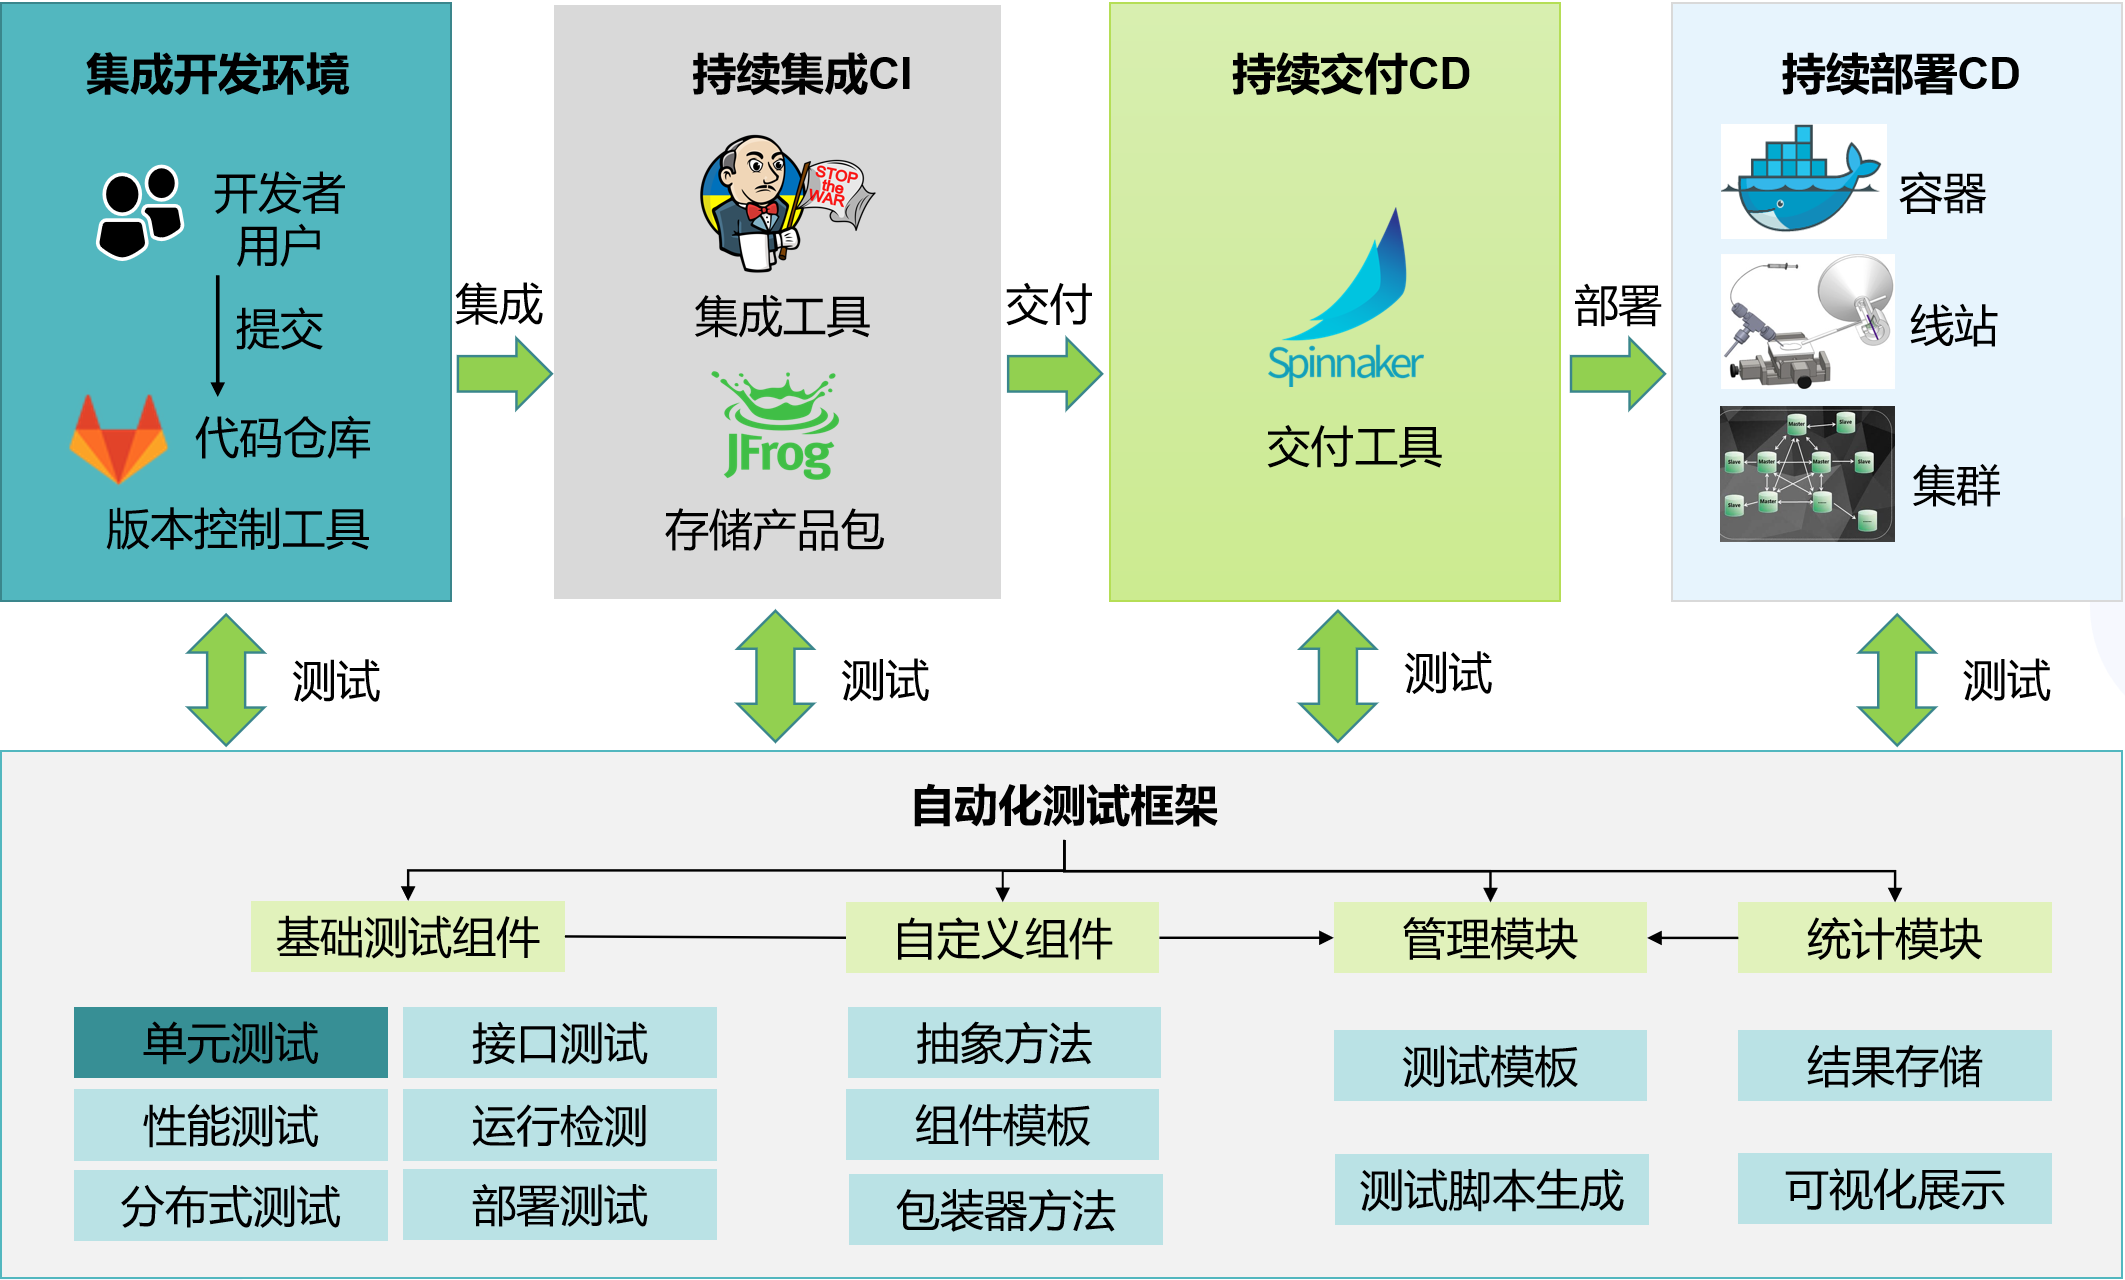 集成开发环境
开发者
用户
提交
代码仓库
版本控制工具
集成
持续集成CI
STOP
the
WAR
集成工具
JFrog
存储产品包
交付
持续交付CD
Spinnaker
交付工具
部署
持续部署CD
容器
线站
Master
Slave
Slave
Master
Master
Slave
Slave
Master
集群
测试
测试
测试
测试
自动化测试框架
基础测试组件
自定义组件
管理模块
统计模块
单元测试
接口测试
性能测试
运行检测
分布式测试
部署测试
抽象方法
组件模板
包装器方法
测试模板
测试脚本生成
结果存储
可视化展示